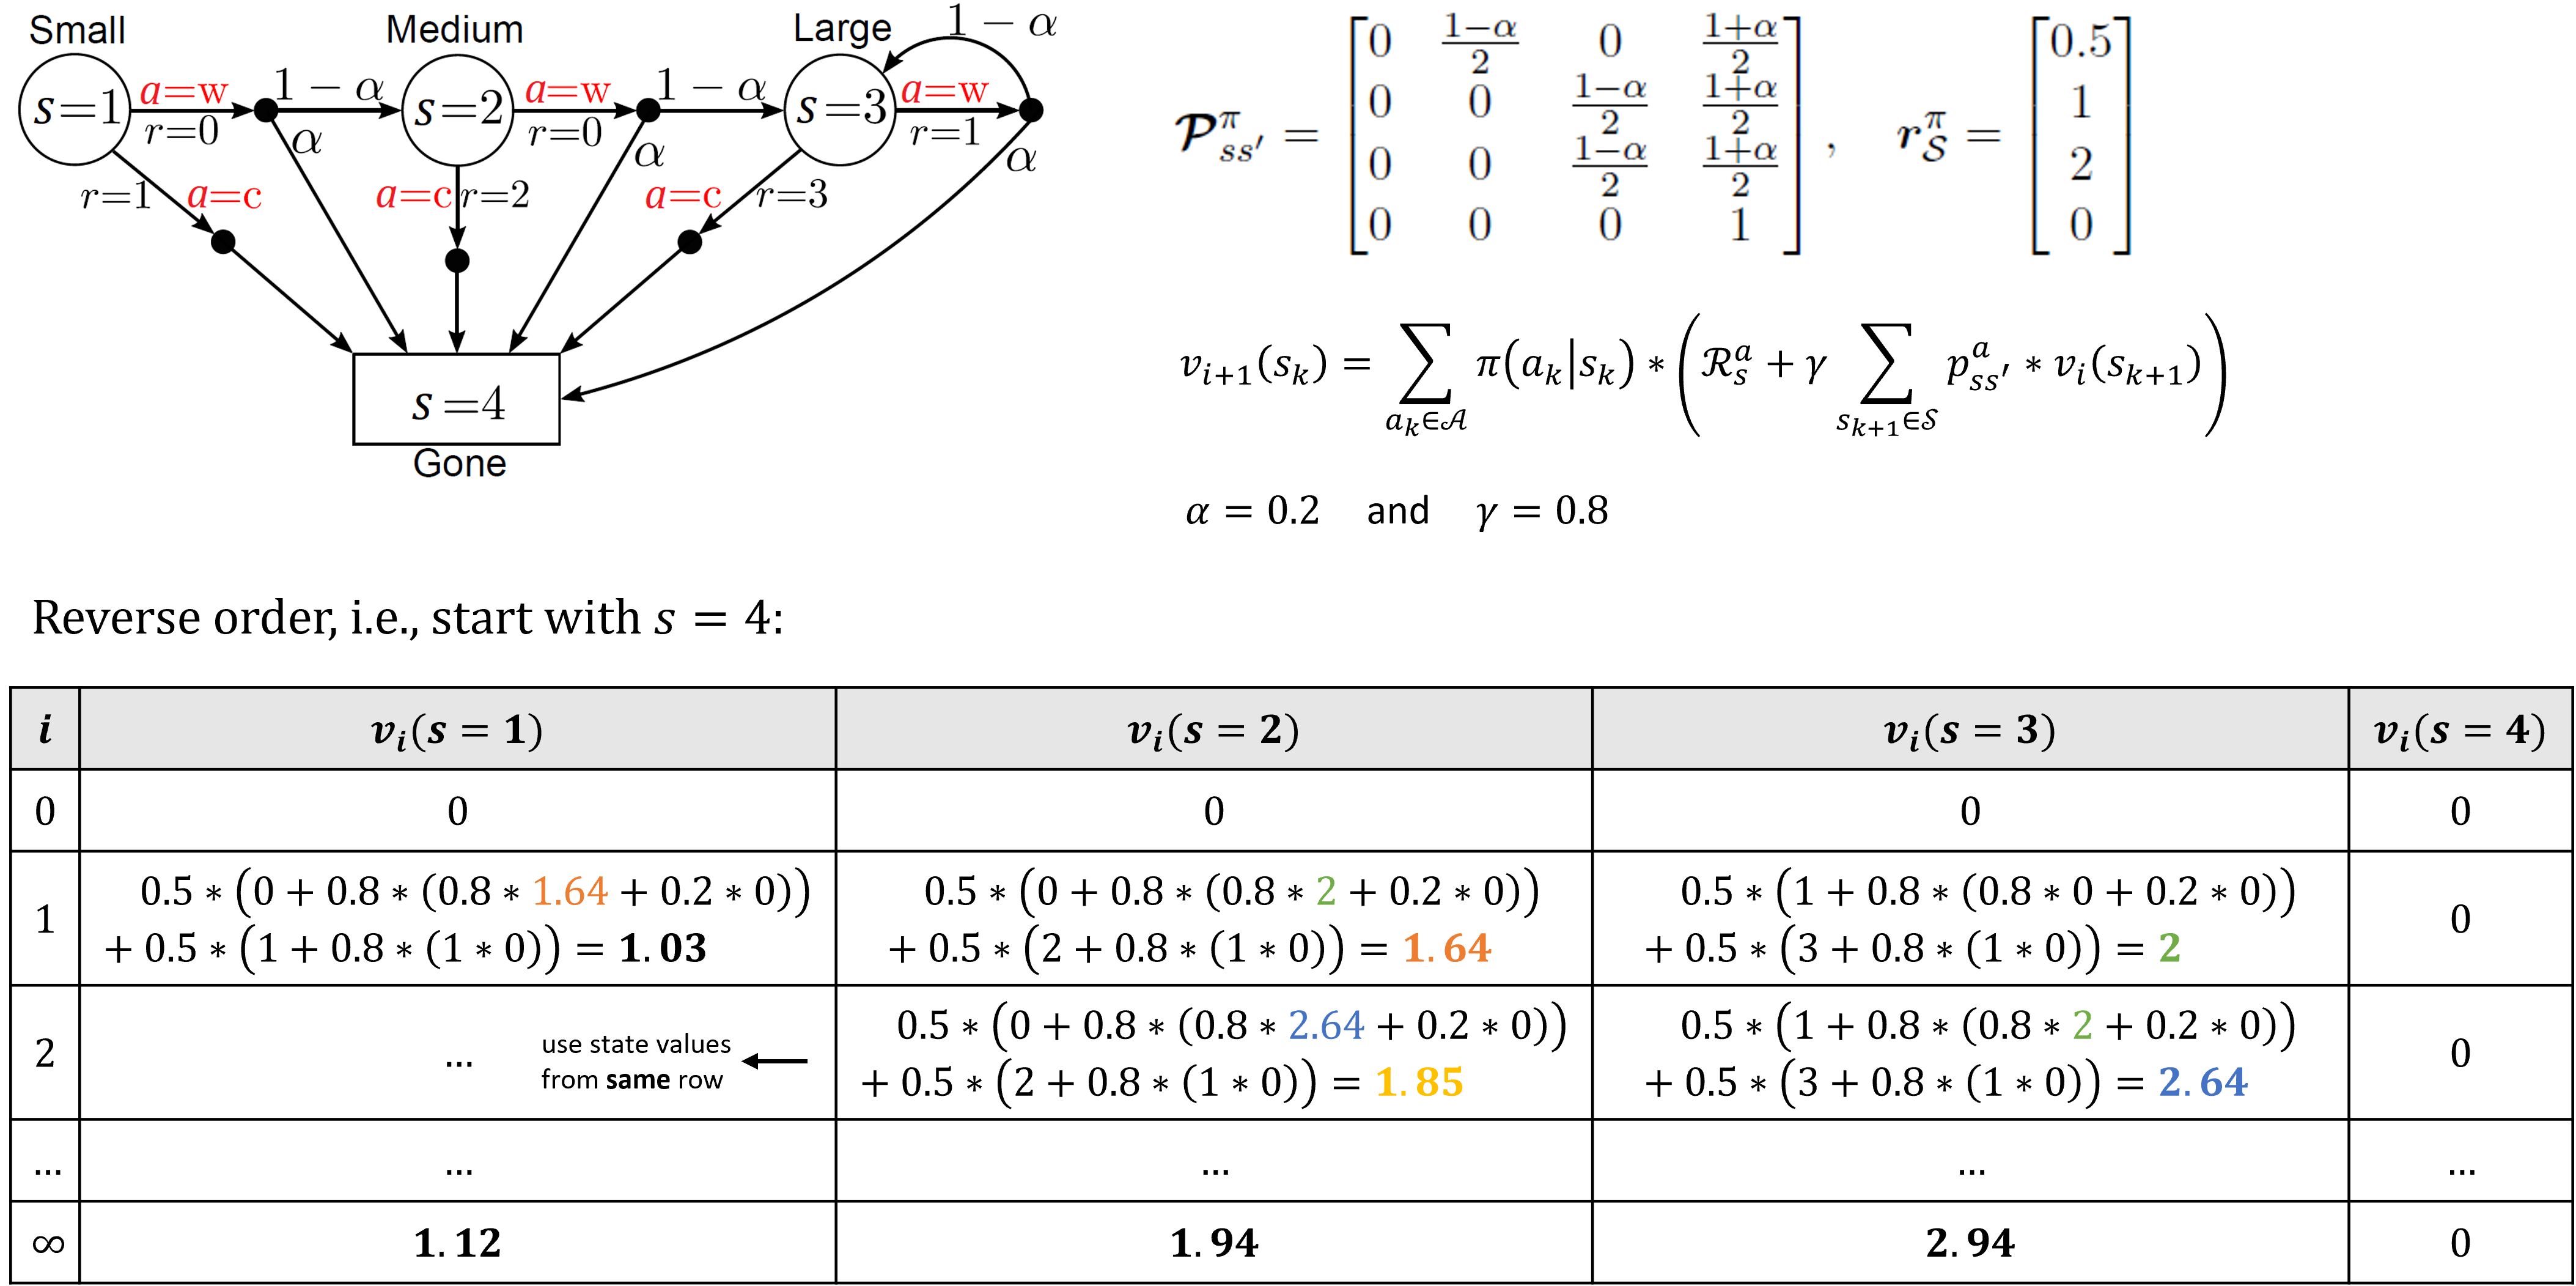 Small Medium Large 1 − α
s=1 a=w r=0 1 − α α s=2 a=w r=0 1 − α α s=3 a=w r=1 α
r=1 a=c a=c r=2 a=c r=3
s=4
Gone
𝓟^π_{ss′} = [0 (1−α)/2 0 (1+α)/2
0 0 (1−α)/2 (1+α)/2
0 0 (1−α)/2 (1+α)/2
0 0 0 1] , r^π_𝒮 = [0.5 1 2 0]
v_{i+1}(s_k) = ∑_{a_k∈𝒜} π(a_k|s_k) ∗ (ℛ_s^a + γ ∑_{s_{k+1}∈𝒮} p^a_{ss′} ∗ v_i(s_{k+1}))
α = 0.2 and γ = 0.8
Reverse order, i.e., start with s = 4:
i v_i(s = 1) v_i(s = 2) v_i(s = 3) v_i(s = 4)
0 0 0 0 0
1 0.5 ∗ (0 + 0.8 ∗ (0.8 ∗ 1.64 + 0.2 ∗ 0))
+ 0.5 ∗ (1 + 0.8 ∗ (1 ∗ 0)) = 1.03
0.5 ∗ (0 + 0.8 ∗ (0.8 ∗ 2 + 0.2 ∗ 0))
+ 0.5 ∗ (2 + 0.8 ∗ (1 ∗ 0)) = 1.64
0.5 ∗ (1 + 0.8 ∗ (0.8 ∗ 0 + 0.2 ∗ 0))
+ 0.5 ∗ (3 + 0.8 ∗ (1 ∗ 0)) = 2
0
2 ...
use state values
from same row
0.5 ∗ (0 + 0.8 ∗ (0.8 ∗ 2.64 + 0.2 ∗ 0))
+ 0.5 ∗ (2 + 0.8 ∗ (1 ∗ 0)) = 1.85
0.5 ∗ (1 + 0.8 ∗ (0.8 ∗ 2 + 0.2 ∗ 0))
+ 0.5 ∗ (3 + 0.8 ∗ (1 ∗ 0)) = 2.64
0
... ... ... ... ...
∞ 1.12 1.94 2.94 0